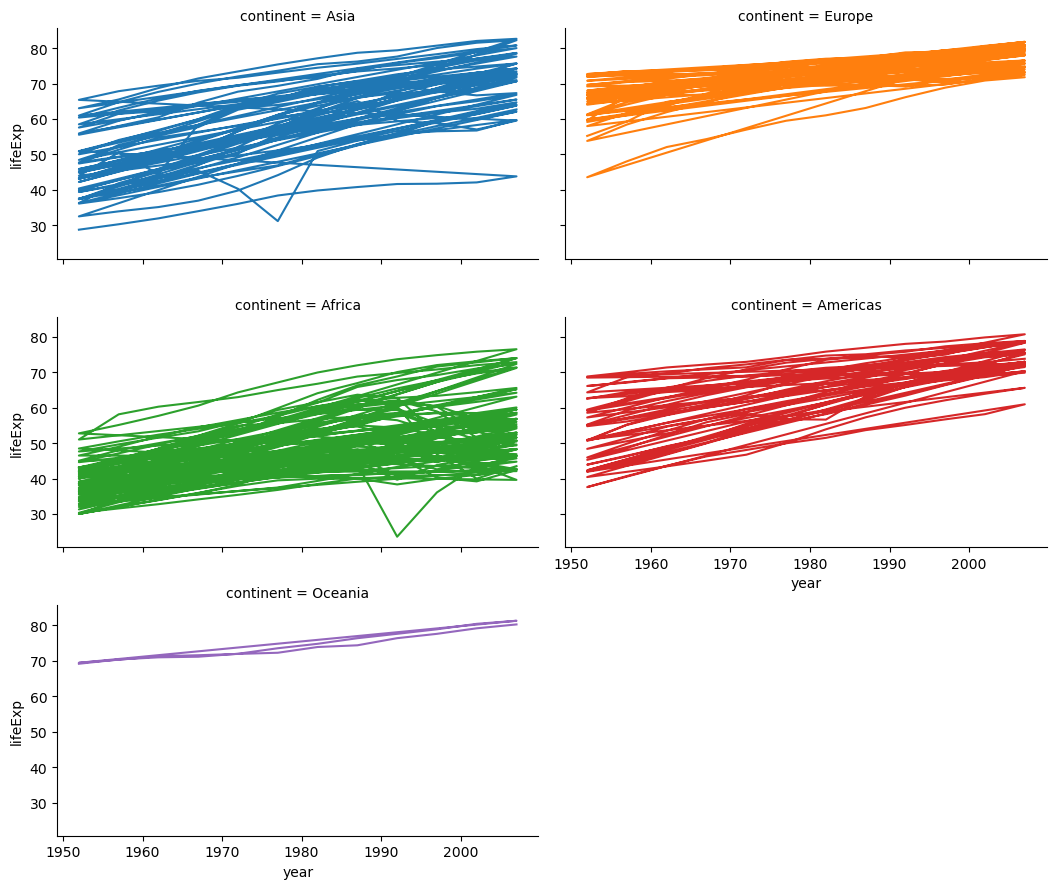 continent = Asia
continent = Europe
80
70
60
50
40
30
lifeExp
continent = Africa
continent = Americas
80
70
60
50
40
30
lifeExp
1950 1960 1970 1980 1990 2000
year
continent = Oceania
80
70
60
50
40
30
lifeExp
1950 1960 1970 1980 1990 2000
year